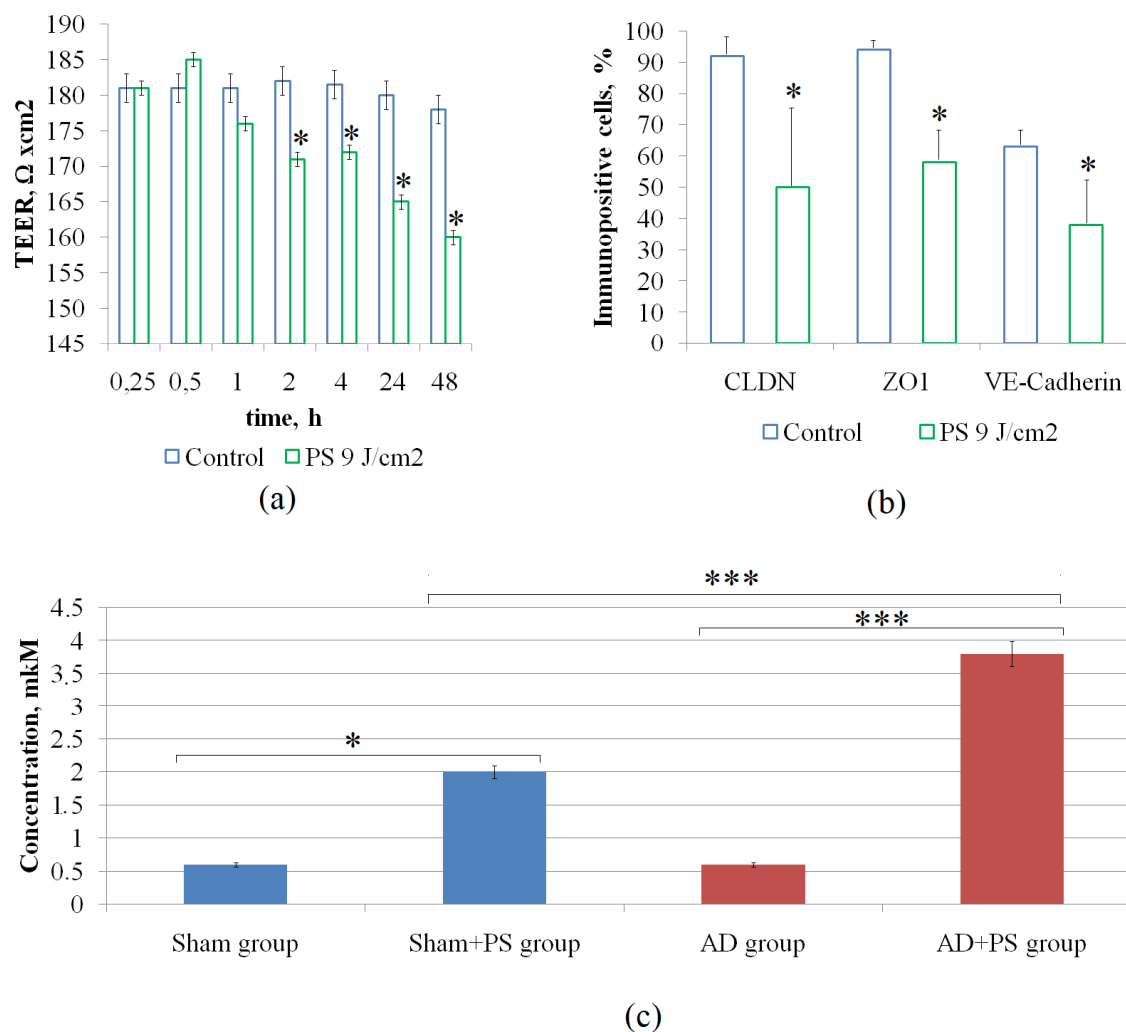 190
185
180
175
170
165
160
155
150
145
TEER, Ω xcm2
* * * *
0,25 0,5 1 2 4 24 48
time, h
Control PS 9 J/cm2
(a)
100
90
80
70
60
50
40
30
20
10
0
Immunopositive cells, %
* * *
CLDN ZO1 VE-Cadherin
Control PS 9 J/cm2
(b)
4.5
4
3.5
3
2.5
2
1.5
1
0.5
0
Concentration, mkM
***
***
*
Sham group Sham+PS group AD group AD+PS group
(c)